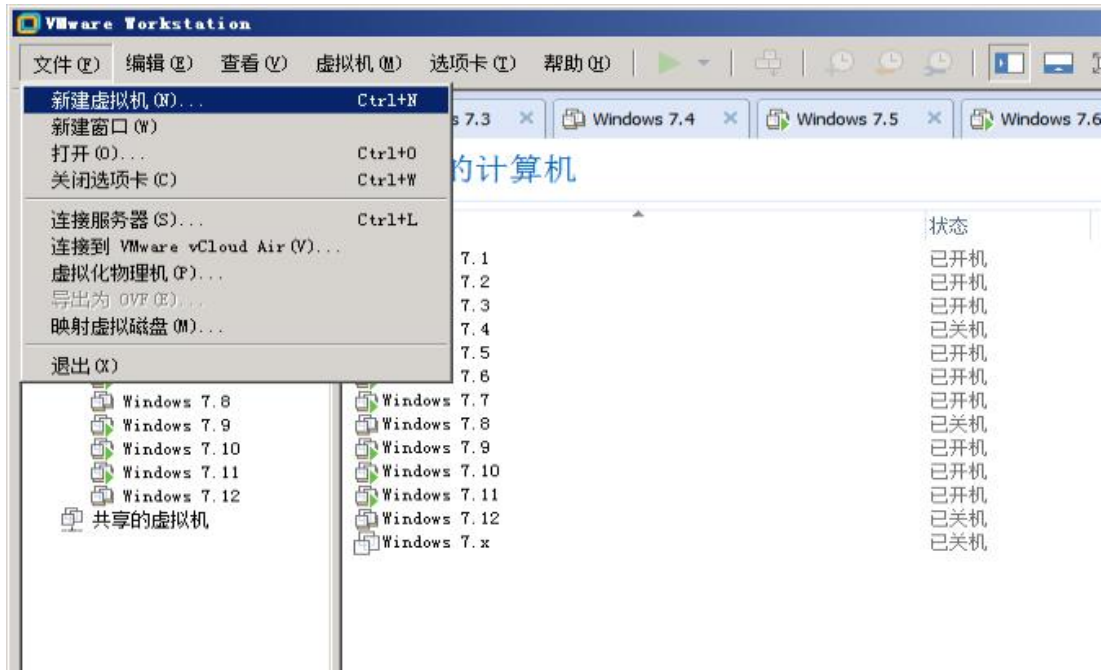 VMware Workstation
文件(F) 编辑(E) 查看(V) 虚拟机(M) 选项卡(T) 帮助(H)
新建虚拟机(N)... Ctrl+N
新建窗口(W)
打开(O)... Ctrl+O
关闭选项卡(C) Ctrl+W
连接服务器(S)... Ctrl+L
连接到 VMware vCloud Air(V)...
虚拟化物理机(P)...
导出为 OVF(E)...
映射虚拟磁盘(M)...
退出(X)
s 7.3 Windows 7.4 Windows 7.5 Windows 7.6
的计算机
状态
7.1 已开机
7.2 已开机
7.3 已开机
7.4 已关机
7.5 已开机
7.6 已开机
Windows 7.7 已开机
Windows 7.8 已关机
Windows 7.9 已开机
Windows 7.10 已开机
Windows 7.11 已开机
Windows 7.12 已关机
Windows 7.x 已关机
Windows 7.8
Windows 7.9
Windows 7.10
Windows 7.11
Windows 7.12
共享的虚拟机